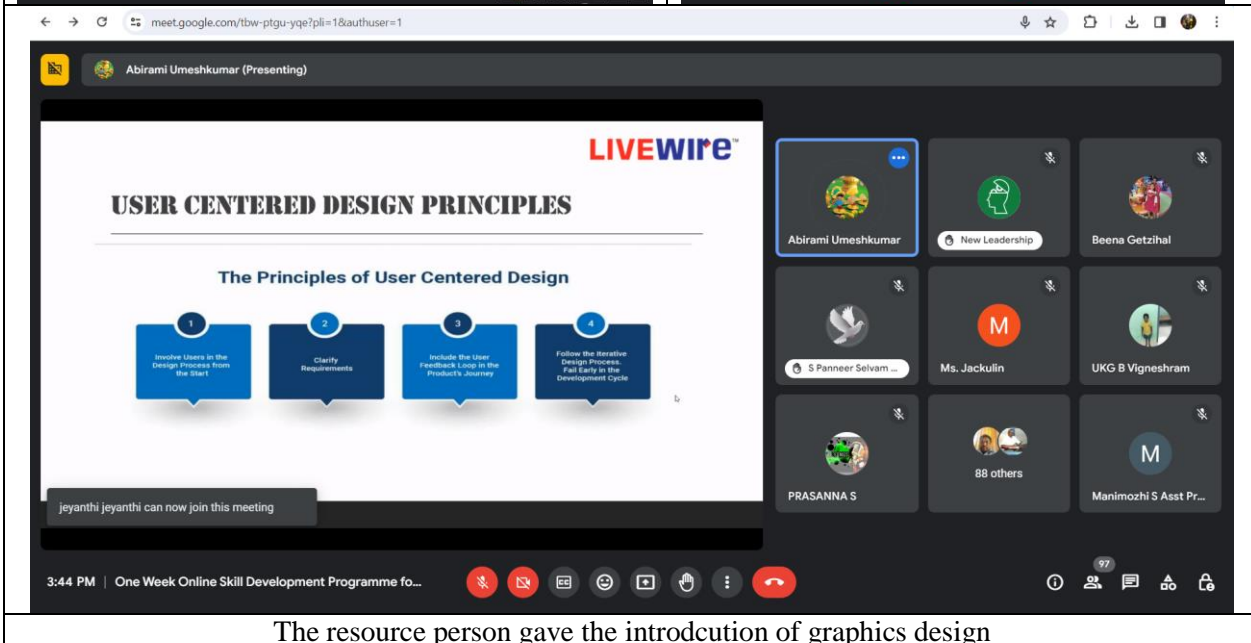 meet.google.com/tbw-ptgu-yqe?pli=1&authuser=1
Abirami Umeshkumar (Presenting)
LIVEWIre™
USER CENTERED DESIGN PRINCIPLES
The Principles of User Centered Design
1
Involve Users in the
Design Process from
the Start
2
Clarify
Requirements
3
Include the User
Feedback Loop in the
Product's Journey
4
Follow the Iterative
Design Process.
Fail Early in the
Development Cycle
jeyanthi jeyanthi can now join this meeting
Abirami Umeshkumar
New Leadership
Beena Getzihal
S Panneer Selvam ...
M
Ms. Jackulin
UKG B Vigneshram
PRASANNA S
88 others
M
Manimozhi S Asst Pr...
3:44 PM | One Week Online Skill Development Programme fo...
CC
97
The resource person gave the introdcution of graphics design